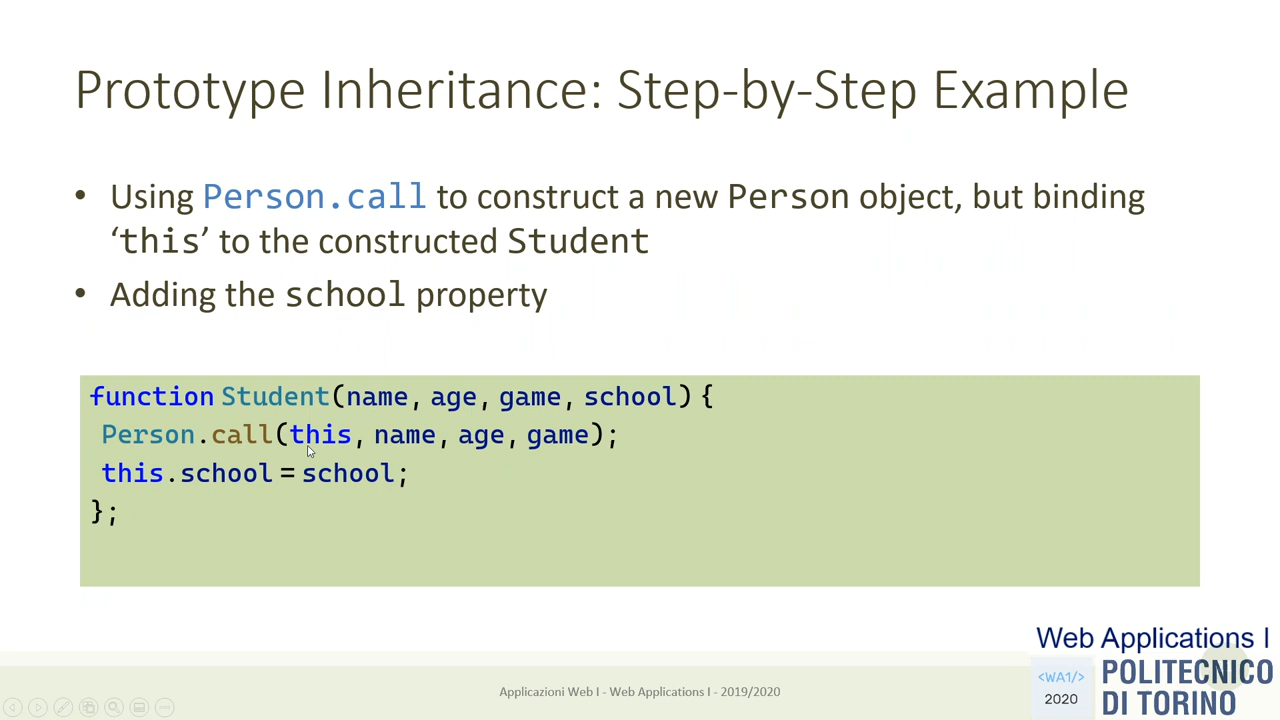 Prototype Inheritance: Step-by-Step Example
• Using Person.call to construct a new Person object, but binding
‘this’ to the constructed Student
• Adding the school property
function Student(name, age, game, school) {
Person.call(this, name, age, game);
this.school = school;
};
Web Applications I
<WA1/>
2020
POLITECNICO
DI TORINO
Applicazioni Web I - Web Applications I - 2019/2020